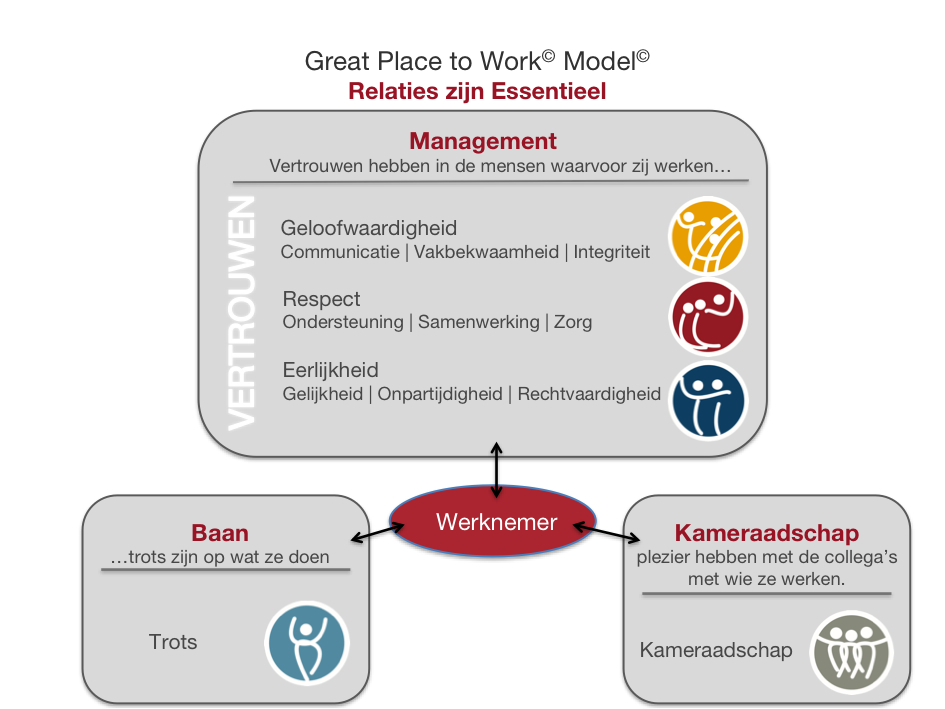 Great Place to Work© Model©
Relaties zijn Essentieel
Management
Vertrouwen hebben in de mensen waarvoor zij werken…
VERTROUWEN
Geloofwaardigheid
Communicatie | Vakbekwaamheid | Integriteit
Respect
Ondersteuning | Samenwerking | Zorg
Eerlijkheid
Gelijkheid | Onpartijdigheid | Rechtvaardigheid
Werknemer
Baan
…trots zijn op wat ze doen
Trots
Kameraadschap
plezier hebben met de collega’s
met wie ze werken.
Kameraadschap